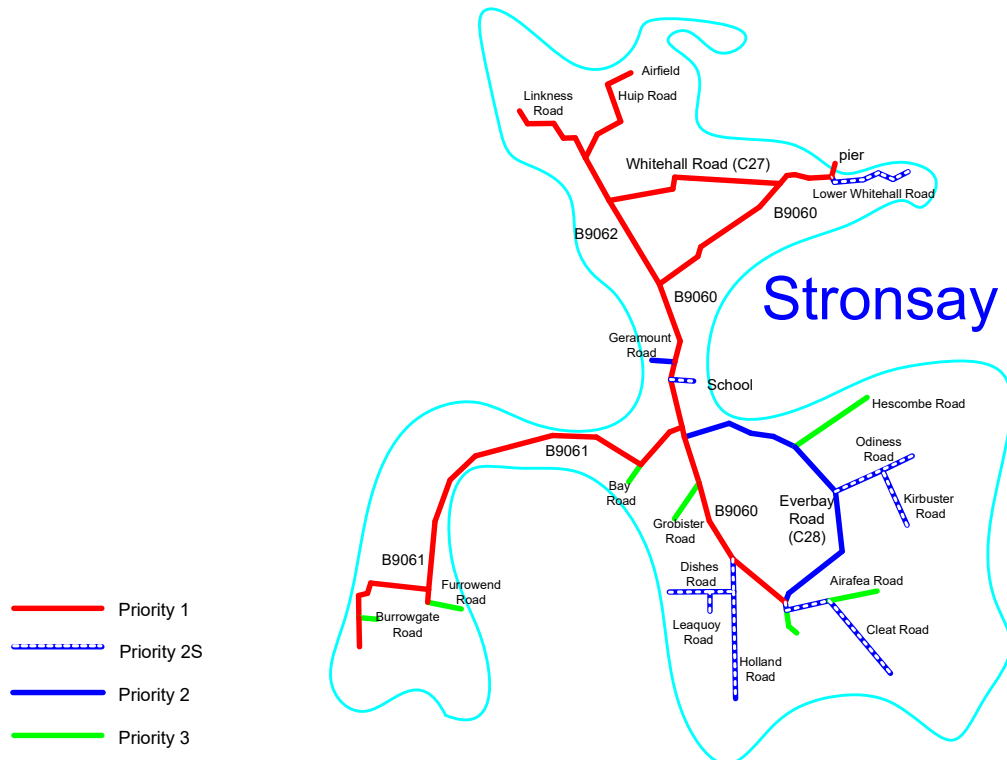 Airfield
Linkness
Road
Huip Road
pier
Whitehall Road (C27)
Lower Whitehall Road
B9060
B9062
B9060
Stronsay
Geramount
Road
School
Hescombe Road
Odiness
Road
B9061
Bay
Road
Everbay
Road
(C28)
Kirbuster
Road
B9060
Grobister
Road
B9061
Dishes
Road
Airafea Road
Furrowend
Road
Burrowgate
Road
Leaquoy
Road
Cleat Road
Holland
Road
Priority 1
Priority 2S
Priority 2
Priority 3